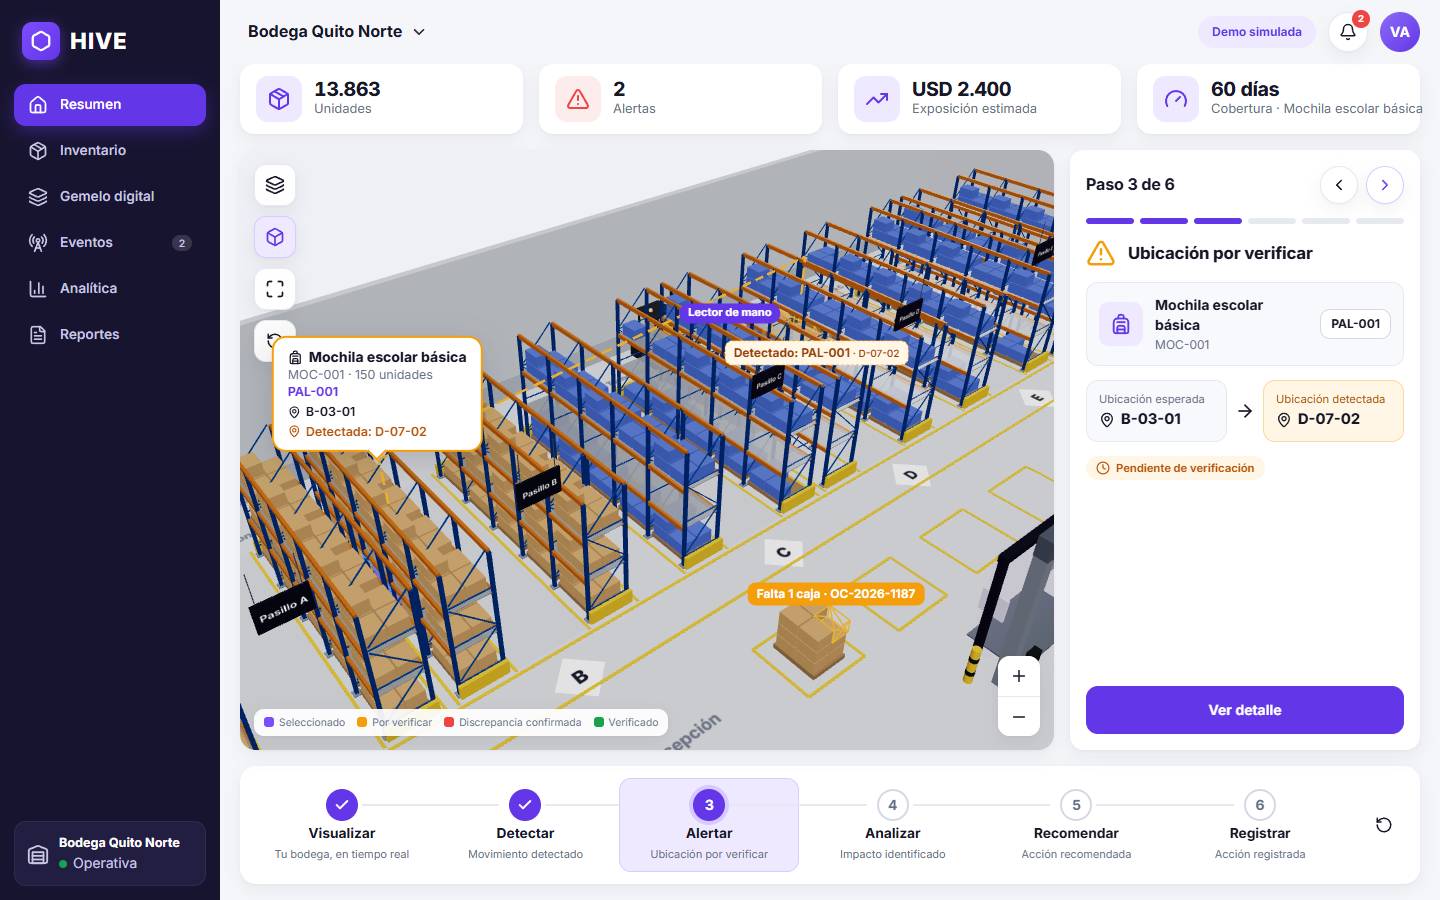 HIVE
Resumen
Inventario
Gemelo digital
Eventos
2
Analítica
Reportes
Bodega Quito Norte
Operativa
Bodega Quito Norte
Demo simulada
2
VA
13.863
Unidades
2
Alertas
USD 2.400
Exposición estimada
60 días
Cobertura · Mochila escolar básica
Lector de mano
Detectado: PAL-001 · D-07-02
Mochila escolar básica
MOC-001 · 150 unidades
PAL-001
B-03-01
Detectada: D-07-02
Pasillo D
Pasillo C
Pasillo B
Pasillo A
E
D
C
B
Falta 1 caja · OC-2026-1187
epción
+
−
Seleccionado
Por verificar
Discrepancia confirmada
Verificado
Paso 3 de 6
Ubicación por verificar
Mochila escolar
básica
MOC-001
PAL-001
Ubicación esperada
B-03-01
Ubicación detectada
D-07-02
Pendiente de verificación
Ver detalle
Visualizar
Tu bodega, en tiempo real
Detectar
Movimiento detectado
3
Alertar
Ubicación por verificar
4
Analizar
Impacto identificado
5
Recomendar
Acción recomendada
6
Registrar
Acción registrada